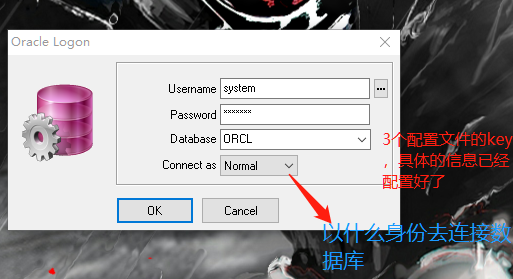 Oracle Logon
Username system ...
Password *******
Database ORCL
Connect as Normal
OK Cancel
3个配置文件的key
，具体的信息已经
配置好了
以什么身份去连接数
据库